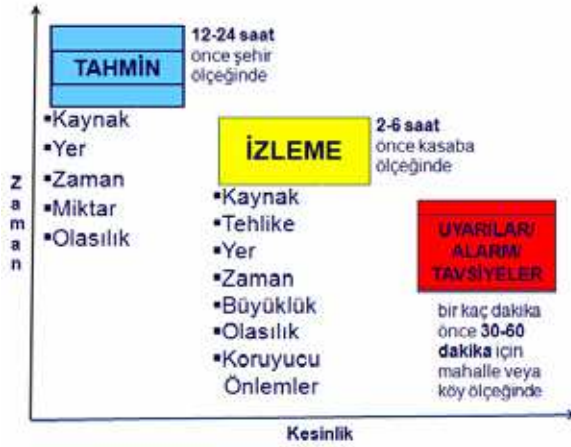 TAHMİN
12-24 saat
önce şehir
ölçeğinde
▪Kaynak
▪Yer
▪Zaman
▪Miktar
▪Olasılık
İZLEME
2-6 saat
önce kasaba
ölçeğinde
▪Kaynak
▪Tehlike
▪Yer
▪Zaman
▪Büyüklük
▪Olasılık
▪Koruyucu
Önlemler
UYARILAR/
ALARM/
TAVSİYELER
bir kaç dakika
önce 30-60
dakika için
mahalle veya
köy ölçeğinde
Zaman
Kesinlik